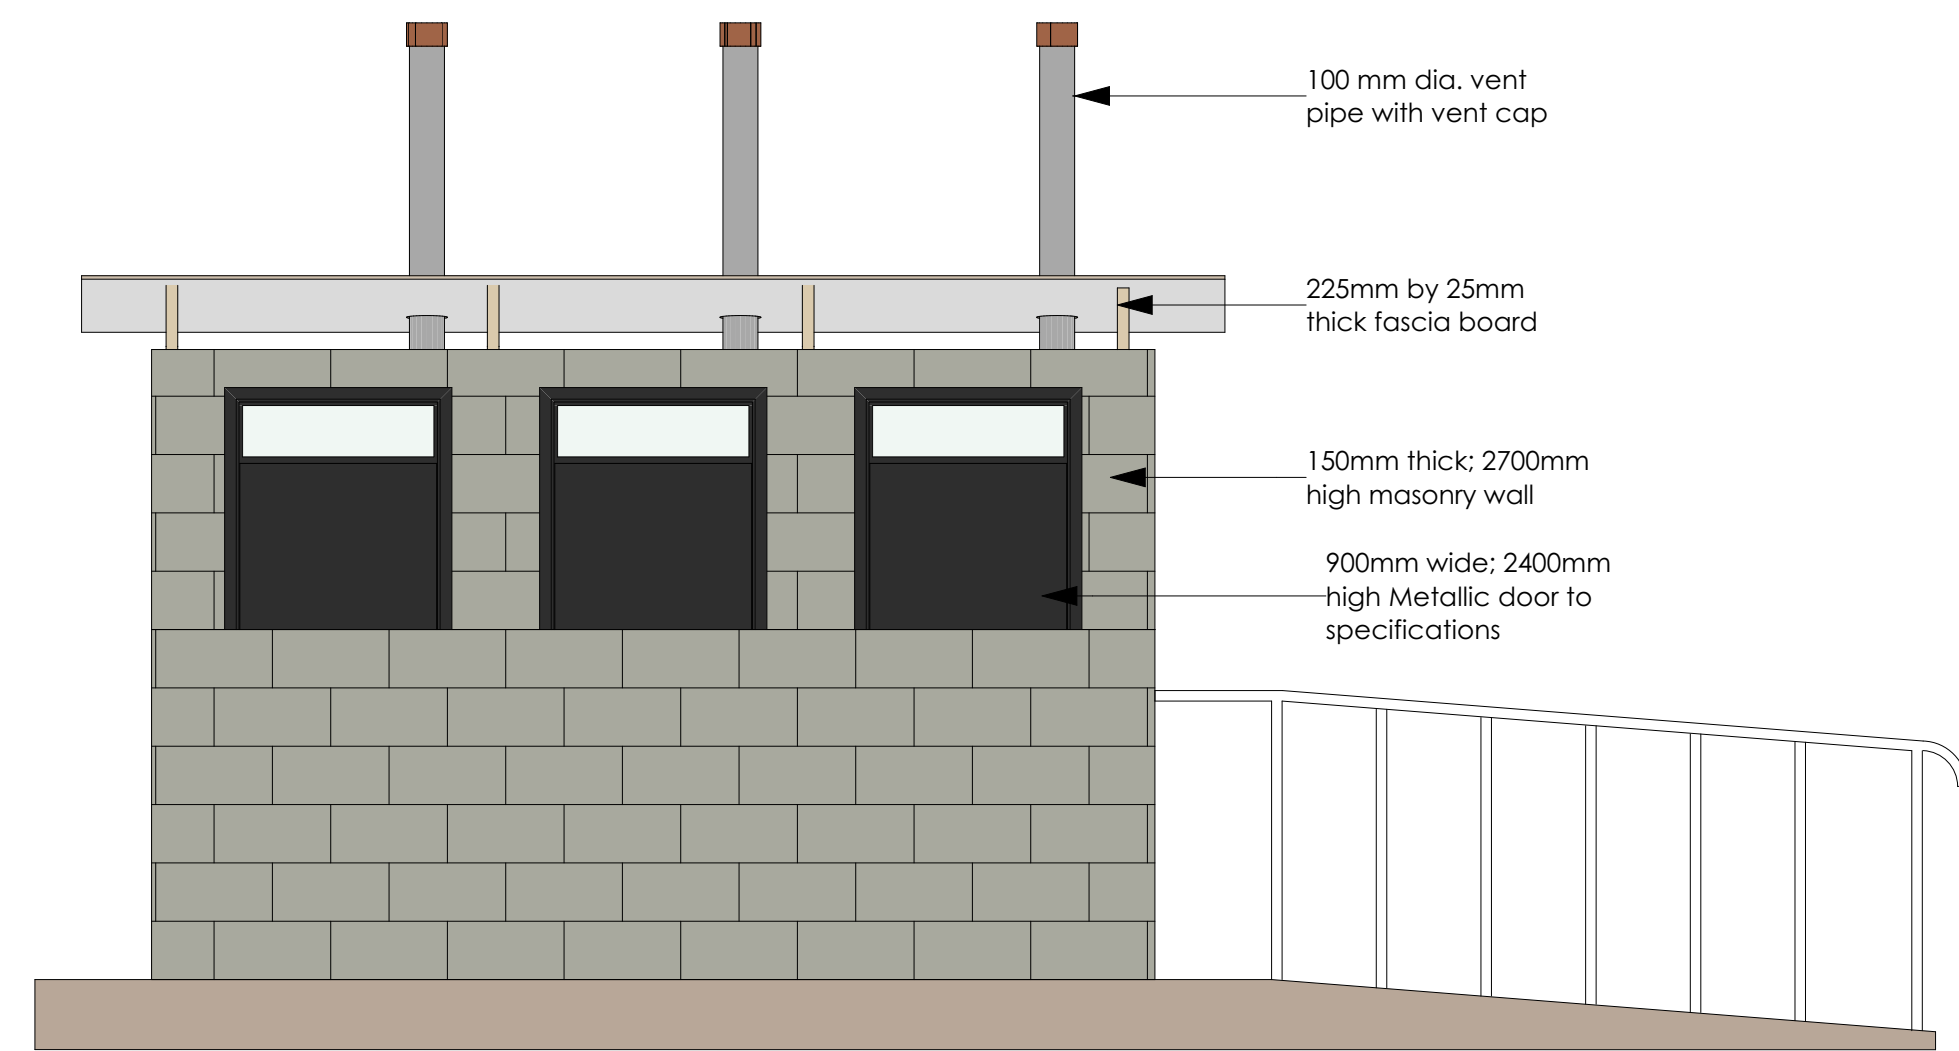 100 mm dia. vent
pipe with vent cap
225mm by 25mm
thick fascia board
150mm thick; 2700mm
high masonry wall
900mm wide; 2400mm
high Metallic door to
specifications